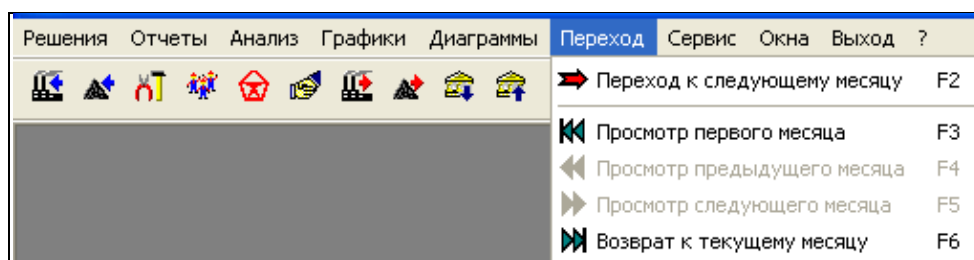 Решения Отчеты Анализ Графики Диаграммы Переход Сервис Окна Выход ?
Переход к следующему месяцу F2
Просмотр первого месяца F3
Просмотр предыдущего месяца F4
Просмотр следующего месяца F5
Возврат к текущему месяцу F6